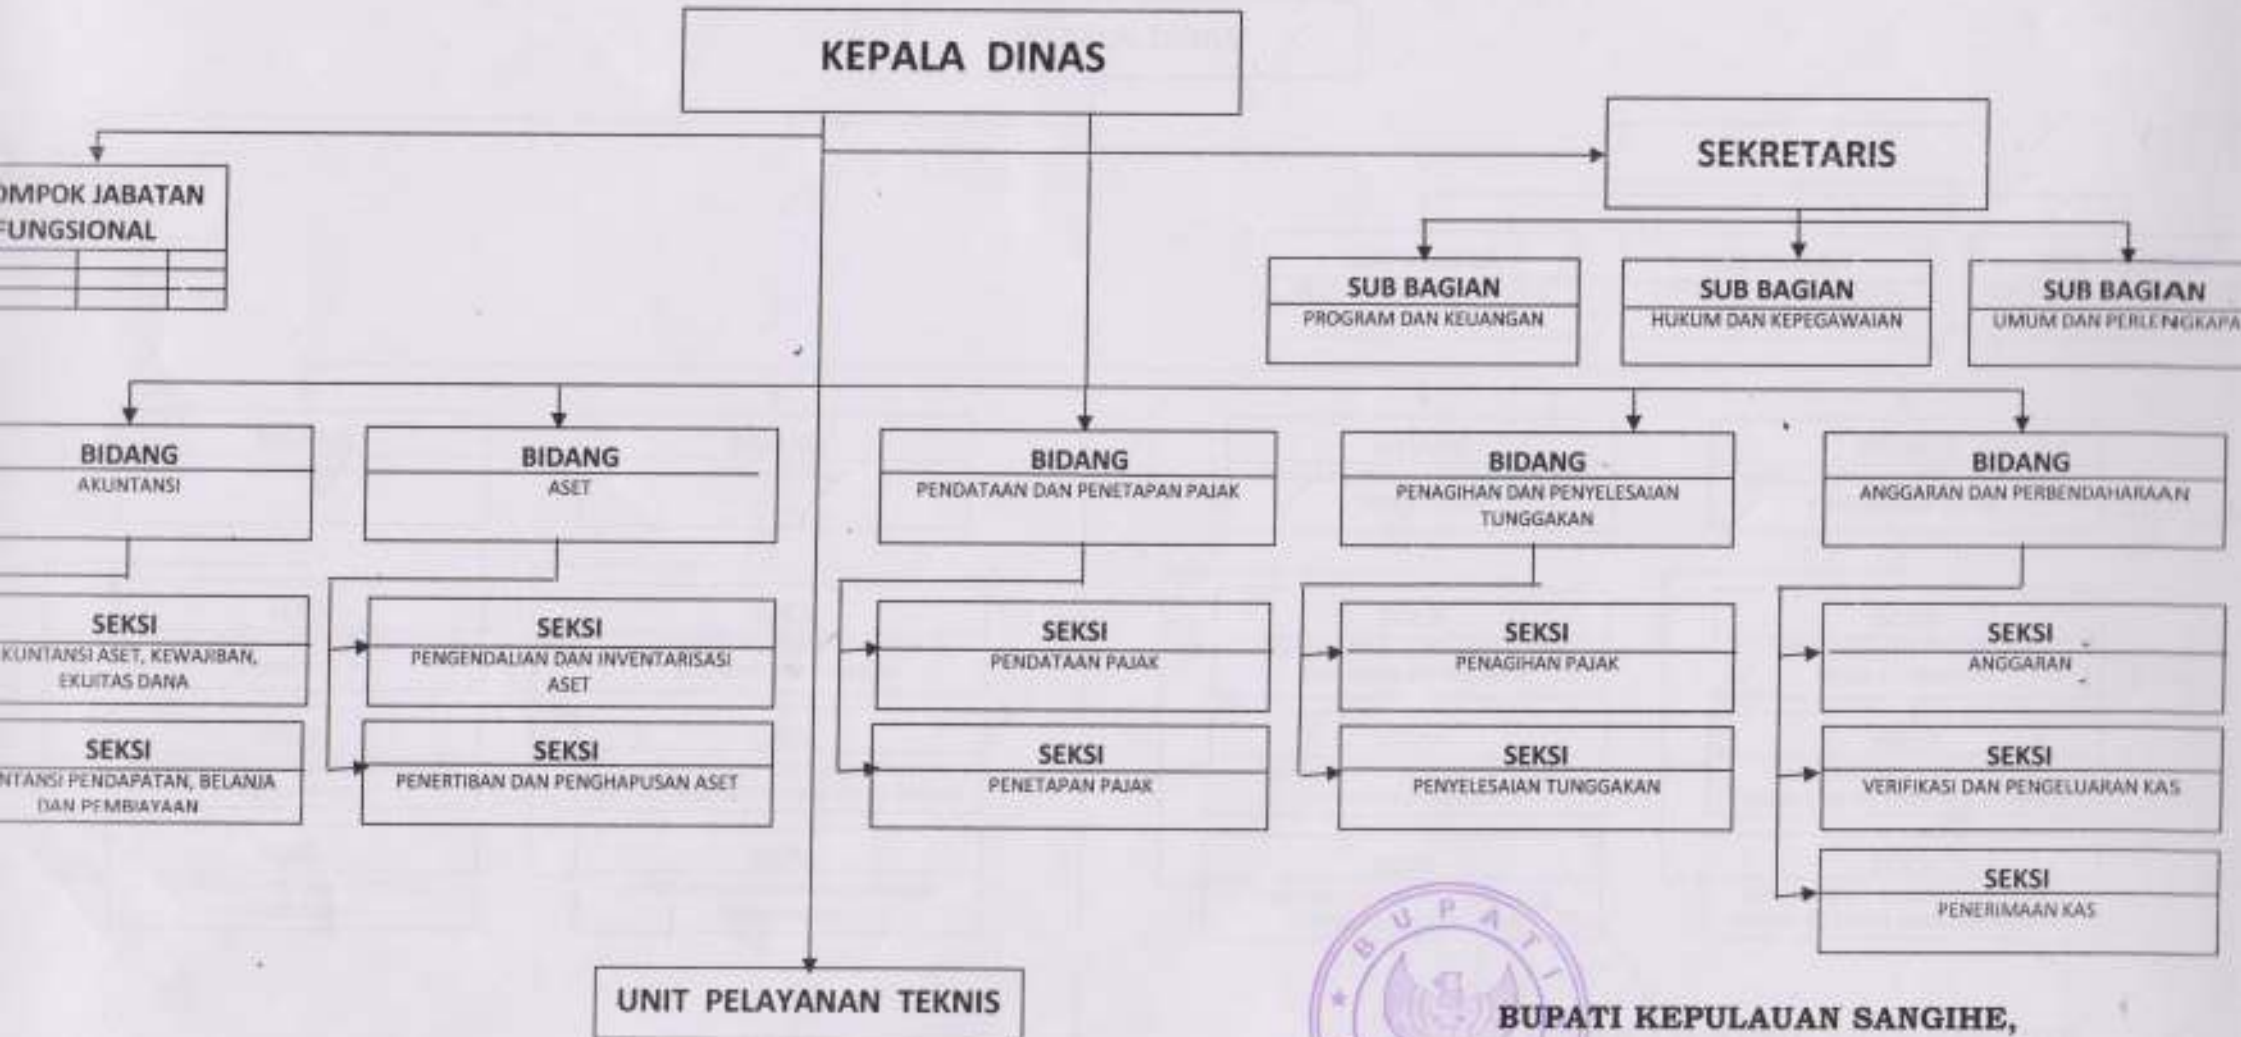 KEPALA DINAS
SEKRETARIS
OMPOK JABATAN
FUNGSIONAL
SUB BAGIAN
PROGRAM DAN KEUANGAN
SUB BAGIAN
HUKUM DAN KEPEGAWAIAN
SUB BAGIAN
UMUM DAN PERLENGKAPA
BIDANG
AKUNTANSI
BIDANG
ASET
BIDANG
PENDATAAN DAN PENETAPAN PAJAK
BIDANG
PENAGIHAN DAN PENYELESAIAN
TUNGGAKAN
BIDANG
ANGGARAN DAN PERBENDAHARAAN
SEKSI
KUNTANSI ASET, KEWAJIBAN,
EKUITAS DANA
SEKSI
NTANSI PENDAPATAN, BELANJA
DAN PEMBIAYAAN
SEKSI
PENGENDALIAN DAN INVENTARISASI
ASET
SEKSI
PENERTIBAN DAN PENGHAPUSAN ASET
SEKSI
PENDATAAN PAJAK
SEKSI
PENETAPAN PAJAK
SEKSI
PENAGIHAN PAJAK
SEKSI
PENYELESAIAN TUNGGAKAN
SEKSI
ANGGARAN
SEKSI
VERIFIKASI DAN PENGELUARAN KAS
SEKSI
PENERIMAAN KAS
UNIT PELAYANAN TEKNIS
BUPATI
BUPATI KEPULAUAN SANGIHE,